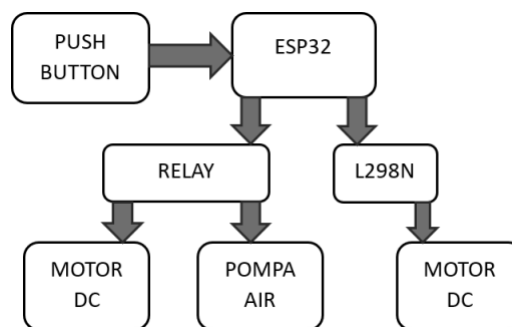 PUSH
BUTTON
ESP32
RELAY
L298N
MOTOR
DC
POMPA
AIR
MOTOR
DC